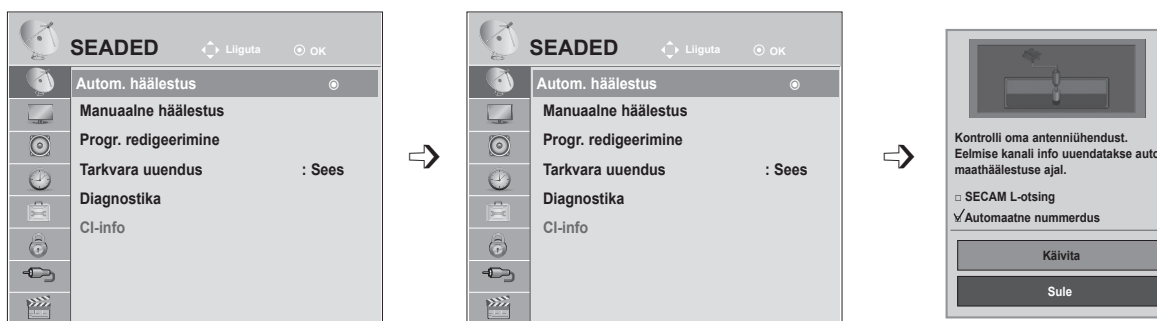 SEADED Liiguta OK
Autom. häälestus
Manuaalne häälestus
Progr. redigeerimine
Tarkvara uuendus : Sees
Diagnostika
CI-info
SEADED Liiguta OK
Autom. häälestus
Manuaalne häälestus
Progr. redigeerimine
Tarkvara uuendus : Sees
Diagnostika
CI-info
Kontrolli oma antenniühendust.
Eelmise kanali info uuendatakse auto
maathäälestuse ajal.
SECAM L-otsing
Automaatne nummerdus
Käivita
Sule